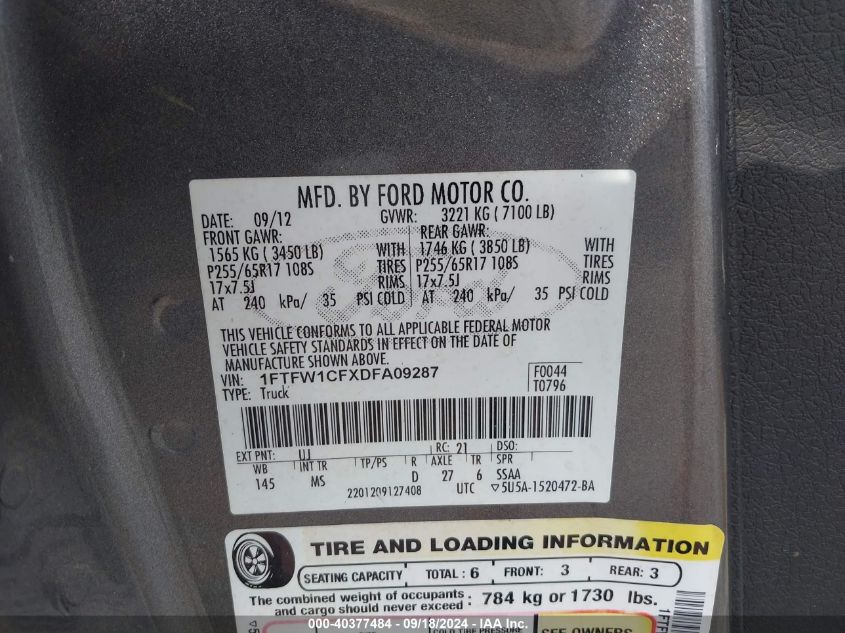 MFD. BY FORD MOTOR CO.
DATE: 09/12 GVWR: 3221 KG ( 7100 LB)
FRONT GAWR: REAR GAWR:
1565 KG ( 3450 LB) WITH 1746 KG ( 3850 LB) WITH
P255/65R17 108S TIRES P255/65R17 108S TIRES
17x7.5J RIMS 17x7.5J RIMS
AT 240 kPa/ 35 PSI COLD AT 240 kPa/ 35 PSI COLD
Ford
THIS VEHICLE CONFORMS TO ALL APPLICABLE FEDERAL MOTOR
VEHICLE SAFETY STANDARDS IN EFFECT ON THE DATE OF
MANUFACTURE SHOWN ABOVE.
VIN: 1FTFW1CFXDFA09287 F0044
TYPE: Truck T0796
EXT PNT: UJ RC: 21 DSO:
WB INT TR TP/PS R AXLE TR SPR
145 MS D 27 6 SSAA
2201209127408 UTC ▽5U5A-1520472-BA
TIRE AND LOADING INFORMATION
SEATING CAPACITY TOTAL : 6 FRONT: 3 REAR: 3
The combined weight of occupants and cargo should never exceed : 784 kg or 1730 lbs.
SEE OWNERS
000-40377484 - 09/18/2024 - IAA Inc.